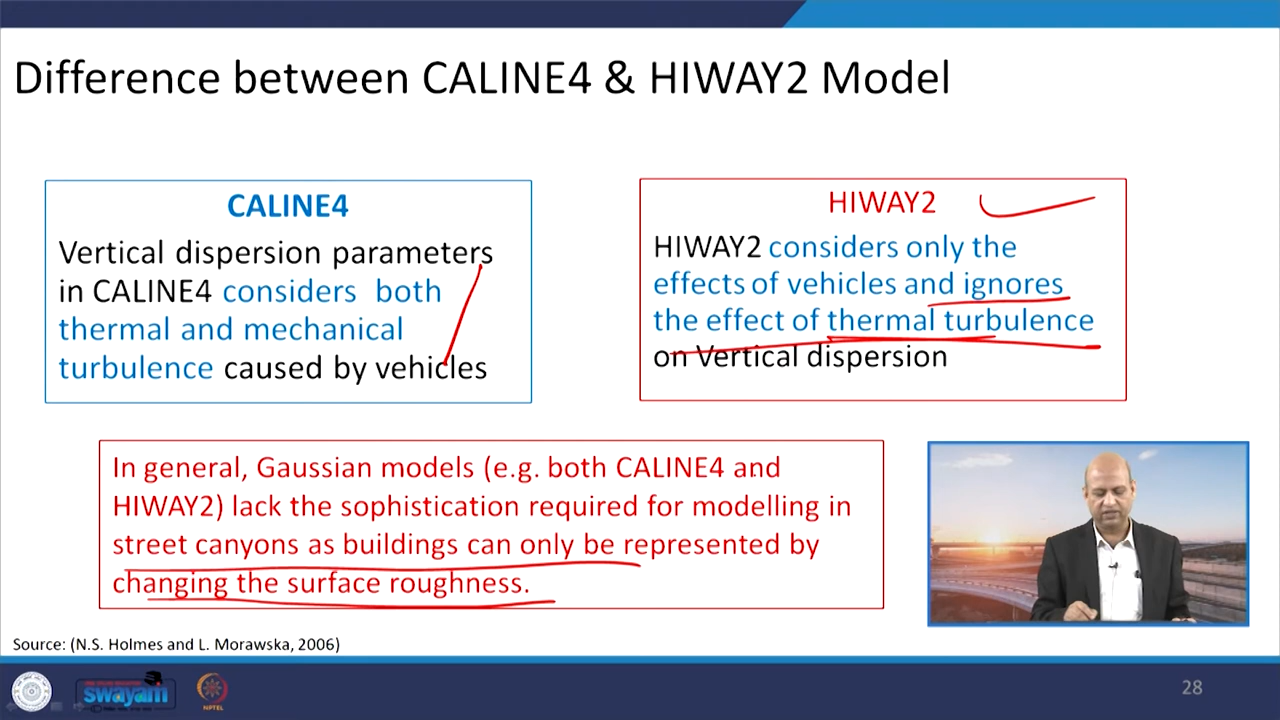 Difference between CALINE4 & HIWAY2 Model
CALINE4
Vertical dispersion parameters
in CALINE4 considers both
thermal and mechanical
turbulence caused by vehicles
HIWAY2
HIWAY2 considers only the
effects of vehicles and ignores
the effect of thermal turbulence
on Vertical dispersion
In general, Gaussian models (e.g. both CALINE4 and
HIWAY2) lack the sophistication required for modelling in
street canyons as buildings can only be represented by
changing the surface roughness.
Source: (N.S. Holmes and L. Morawska, 2006)
swayam
NPTEL
28